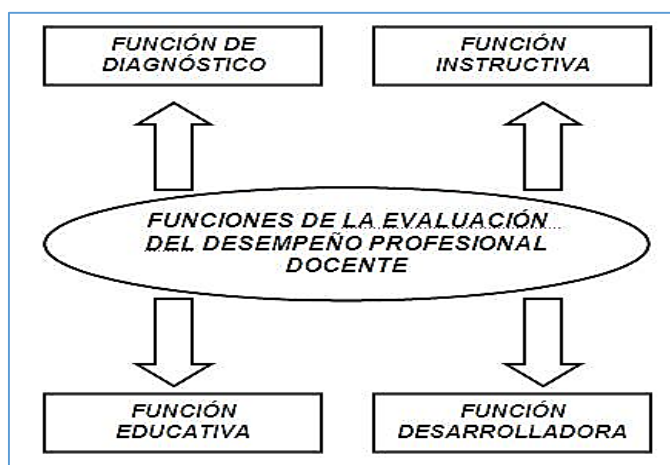 FUNCIÓN DE
DIAGNÓSTICO
FUNCIÓN
INSTRUCTIVA
FUNCIONES DE LA EVALUACIÓN
DEL DESEMPEÑO PROFESIONAL
DOCENTE
FUNCIÓN
EDUCATIVA
FUNCIÓN
DESARROLLADORA